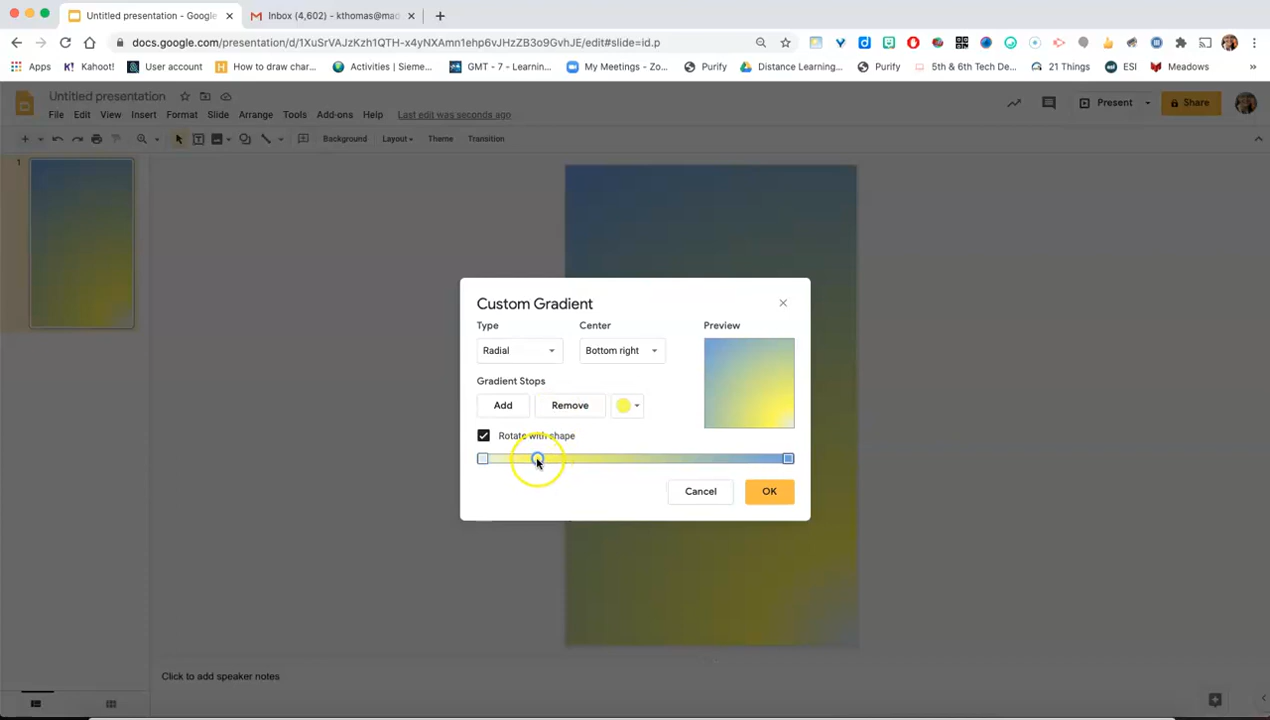 Untitled presentation - Google
Inbox (4,602) - kthomas@mad
docs.google.com/presentation/d/1XuSrVAJzKzh1QTH-x4yNXAmn1ehp6vJHzZB3o9GvhJE/edit#slide=id.p
Apps
Kahoot!
User account
How to draw char...
Activities | Sieme...
GMT - 7 - Learnin...
My Meetings - Zo...
Purify
Distance Learning...
Purify
5th & 6th Tech De...
21 Things
ESI
Meadows
»
Untitled presentation
File Edit View Insert Format Slide Arrange Tools Add-ons Help Last edit was seconds ago
Present
Share
Background Layout Theme Transition
1
Custom Gradient
Type
Center
Preview
Radial
Bottom right
Gradient Stops
Add
Remove
Rotate with shape
Cancel
OK
Click to add speaker notes